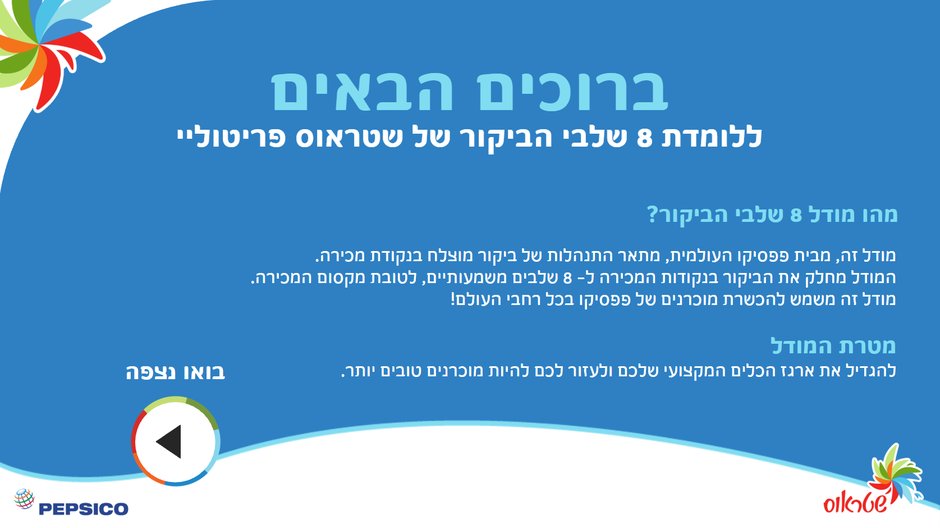 ברוכים הבאים
ללומדת 8 שלבי הביקור של שטראוס פריטוליי
מהו מודל 8 שלבי הביקור?
מודל זה, מבית פפסיקו העולמית, מתאר התנהלות של ביקור מוצלח בנקודת מכירה.
המודל מחלק את הביקור בנקודות המכירה ל- 8 שלבים משמעותיים, לטובת מקסום המכירה.
מודל זה משמש להכשרת מוכרנים של פפסיקו בכל רחבי העולם!
מטרת המודל
להגדיל את ארגז הכלים המקצועי שלכם ולעזור לכם להיות מוכרנים טובים יותר.
בואו נצפה
PEPSICO
שטראוס